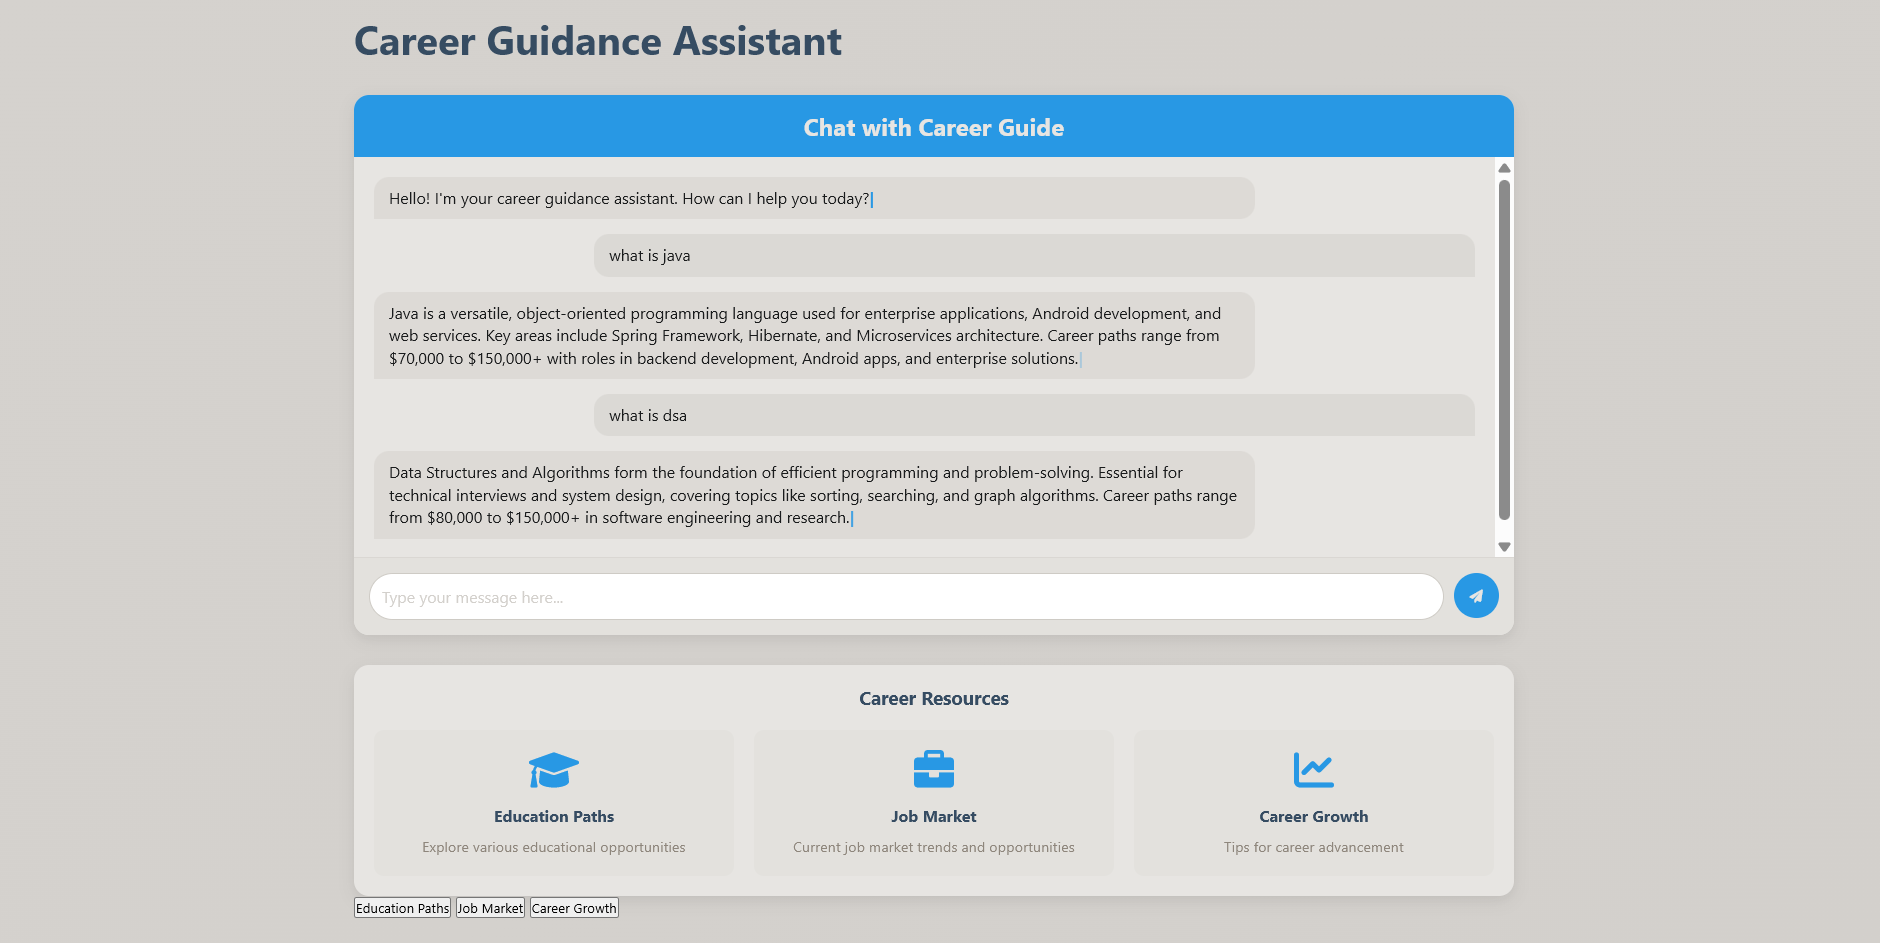 Career Guidance Assistant
Chat with Career Guide
Hello! I'm your career guidance assistant. How can I help you today?
what is java
Java is a versatile, object-oriented programming language used for enterprise applications, Android development, and
web services. Key areas include Spring Framework, Hibernate, and Microservices architecture. Career paths range from
$70,000 to $150,000+ with roles in backend development, Android apps, and enterprise solutions.
what is dsa
Data Structures and Algorithms form the foundation of efficient programming and problem-solving. Essential for
technical interviews and system design, covering topics like sorting, searching, and graph algorithms. Career paths range
from $80,000 to $150,000+ in software engineering and research.
Type your message here...
Career Resources
Education Paths
Explore various educational opportunities
Job Market
Current job market trends and opportunities
Career Growth
Tips for career advancement
Education Paths Job Market Career Growth